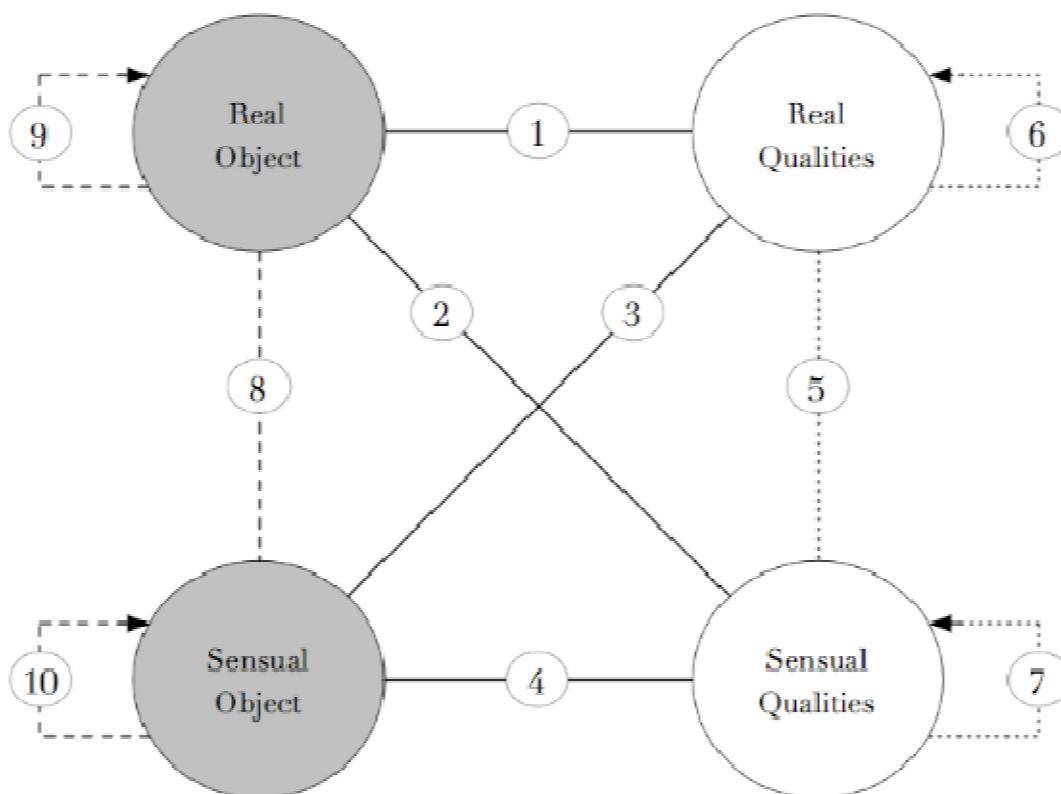 Real
Object
Real
Qualities
9
1
6
2
3
8
5
Sensual
Object
Sensual
Qualities
10
4
7